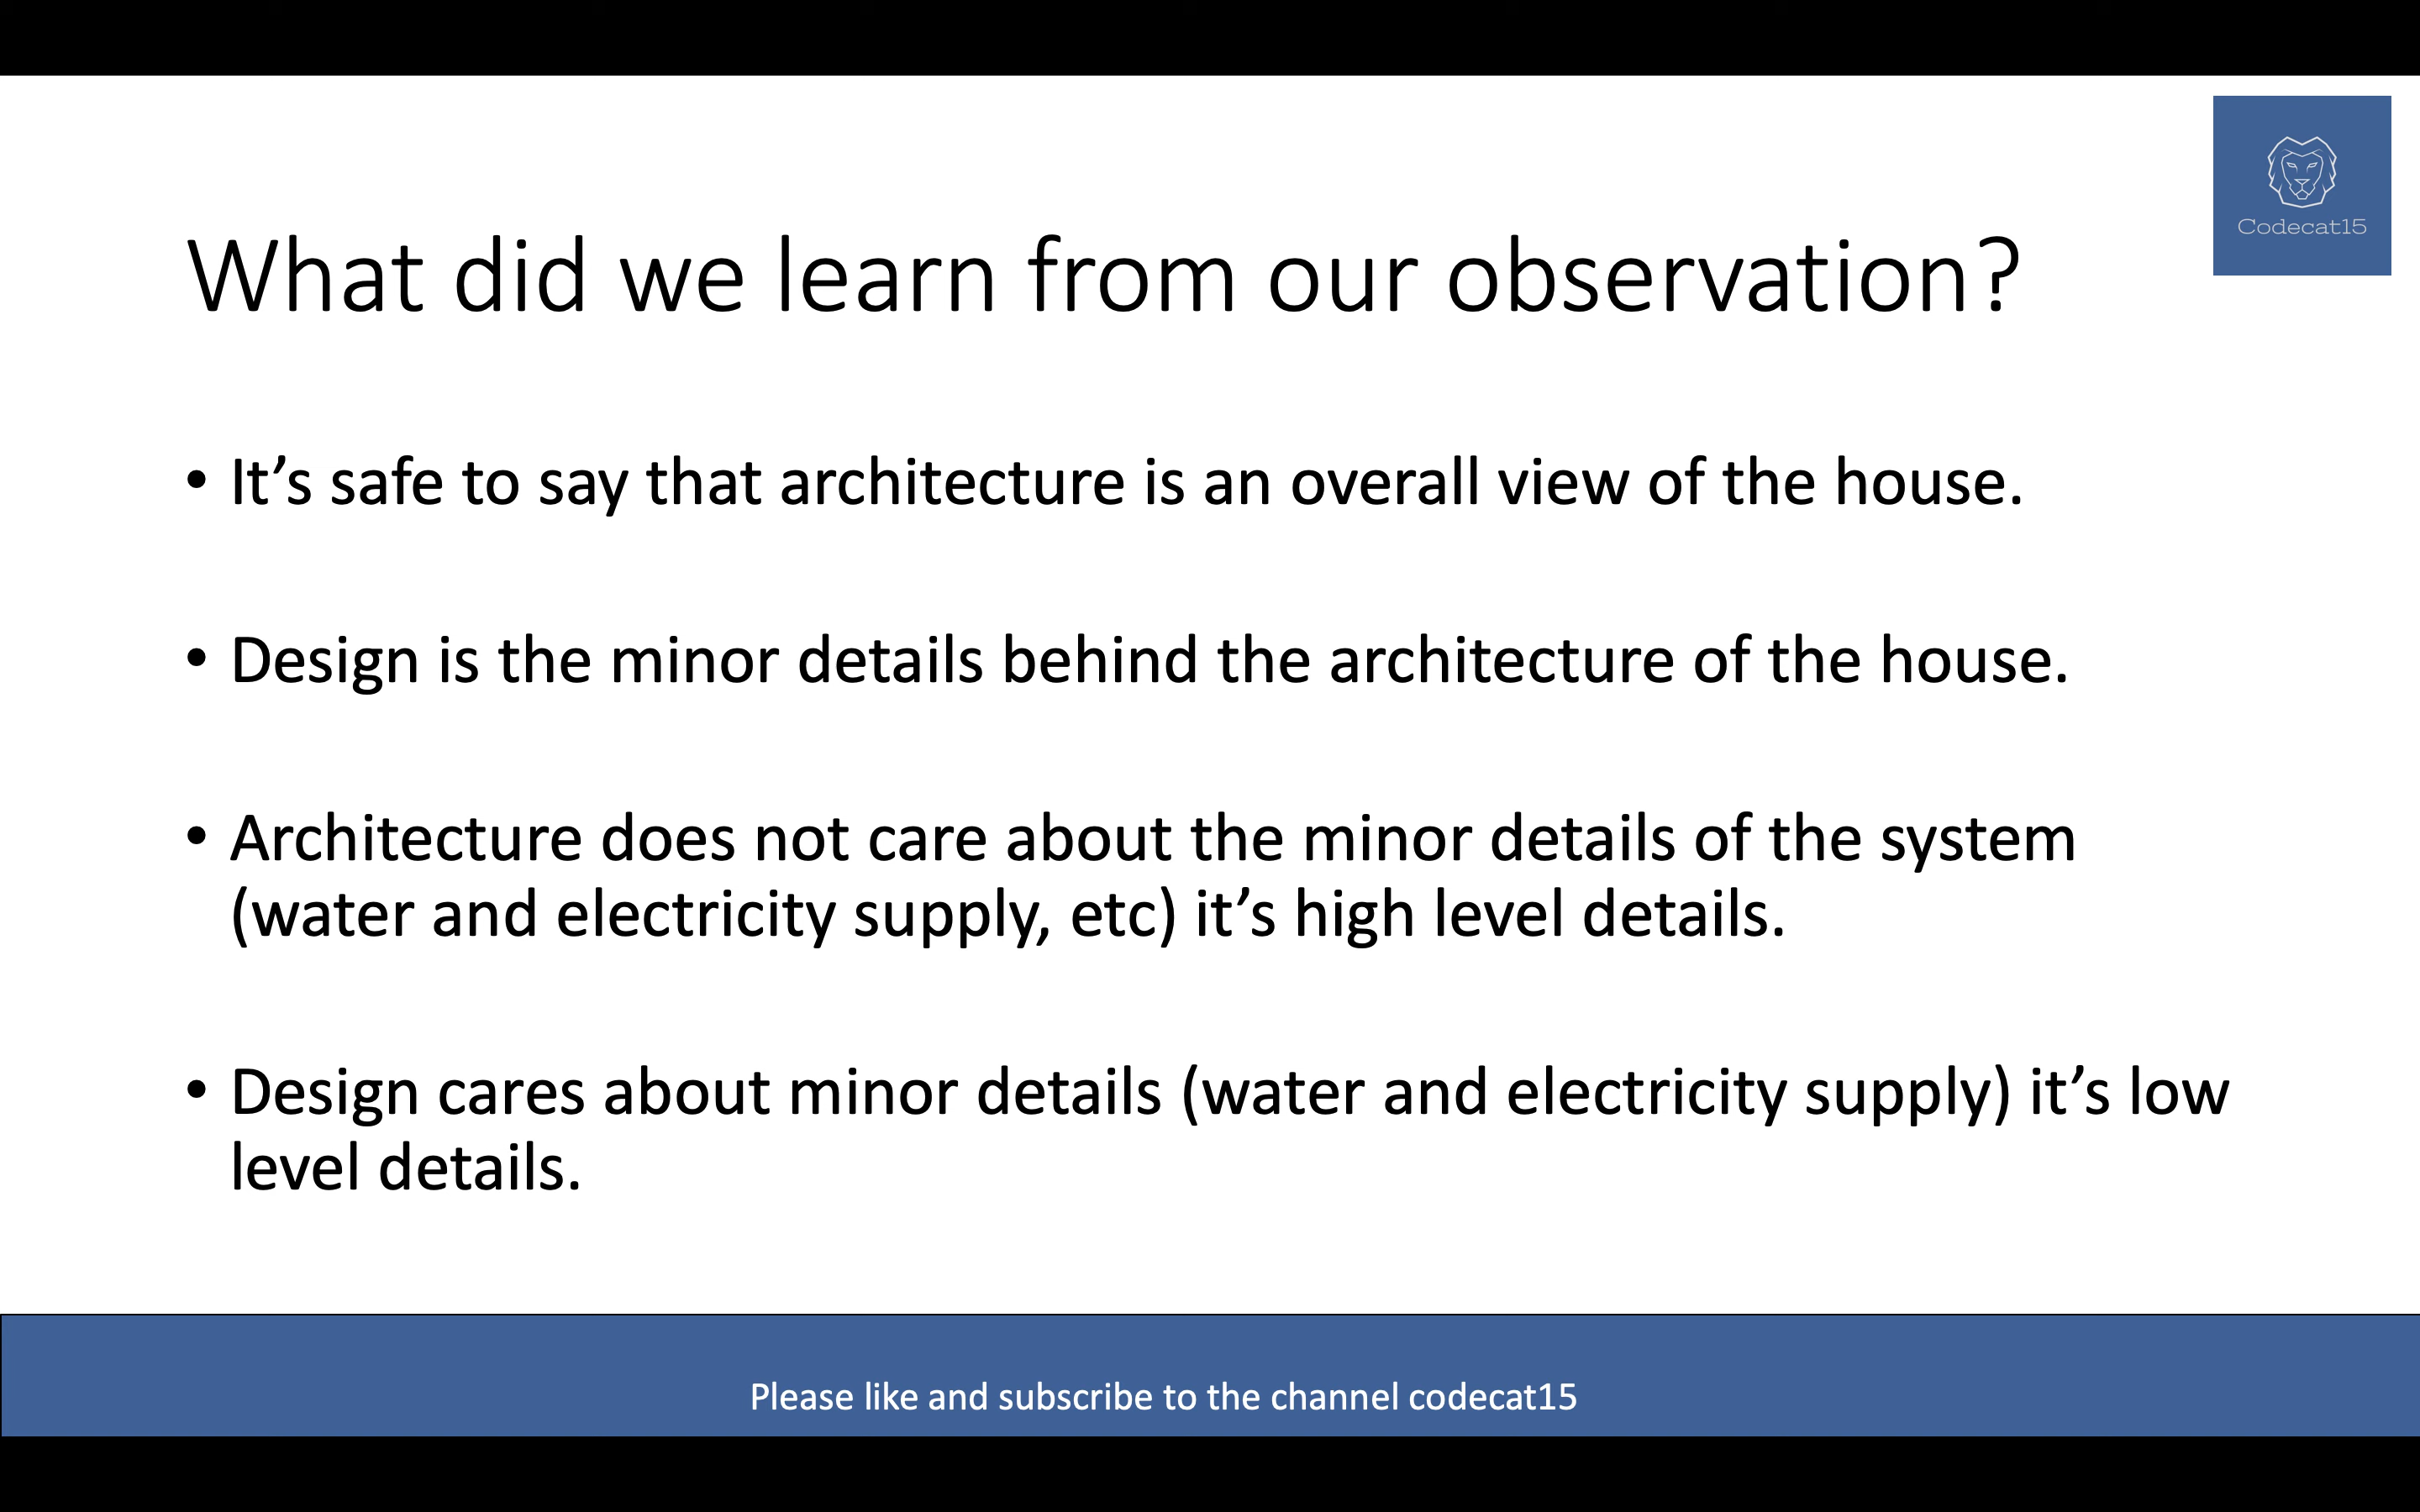 Codecat15
What did we learn from our observation?
• It’s safe to say that architecture is an overall view of the house.
• Design is the minor details behind the architecture of the house.
• Architecture does not care about the minor details of the system
(water and electricity supply, etc) it’s high level details.
• Design cares about minor details (water and electricity supply) it’s low
level details.
Please like and subscribe to the channel codecat15